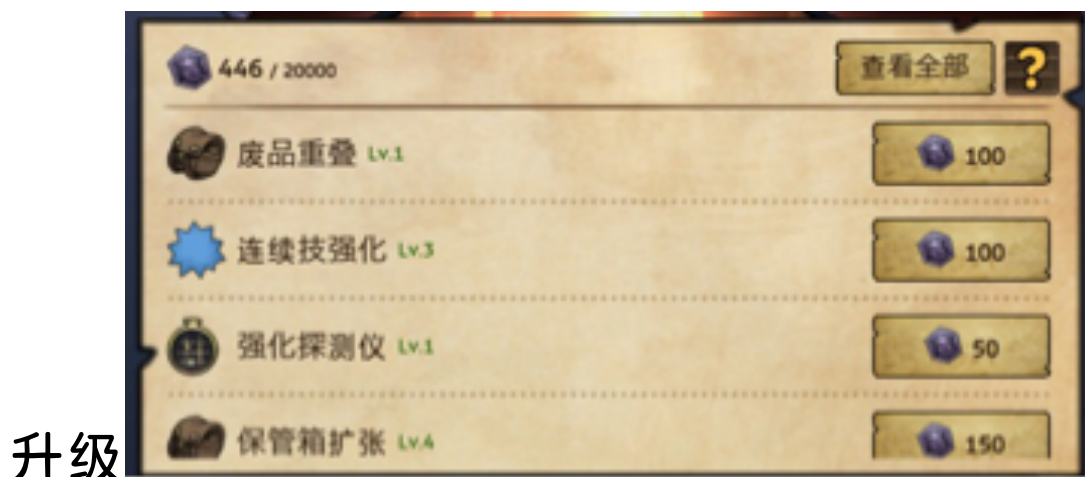 446 / 20000 查看全部 ?
废品重叠 Lv.1 100
连续技强化 Lv.3 100
强化探测仪 Lv.1 50
保管箱扩张 Lv.4 150
升级